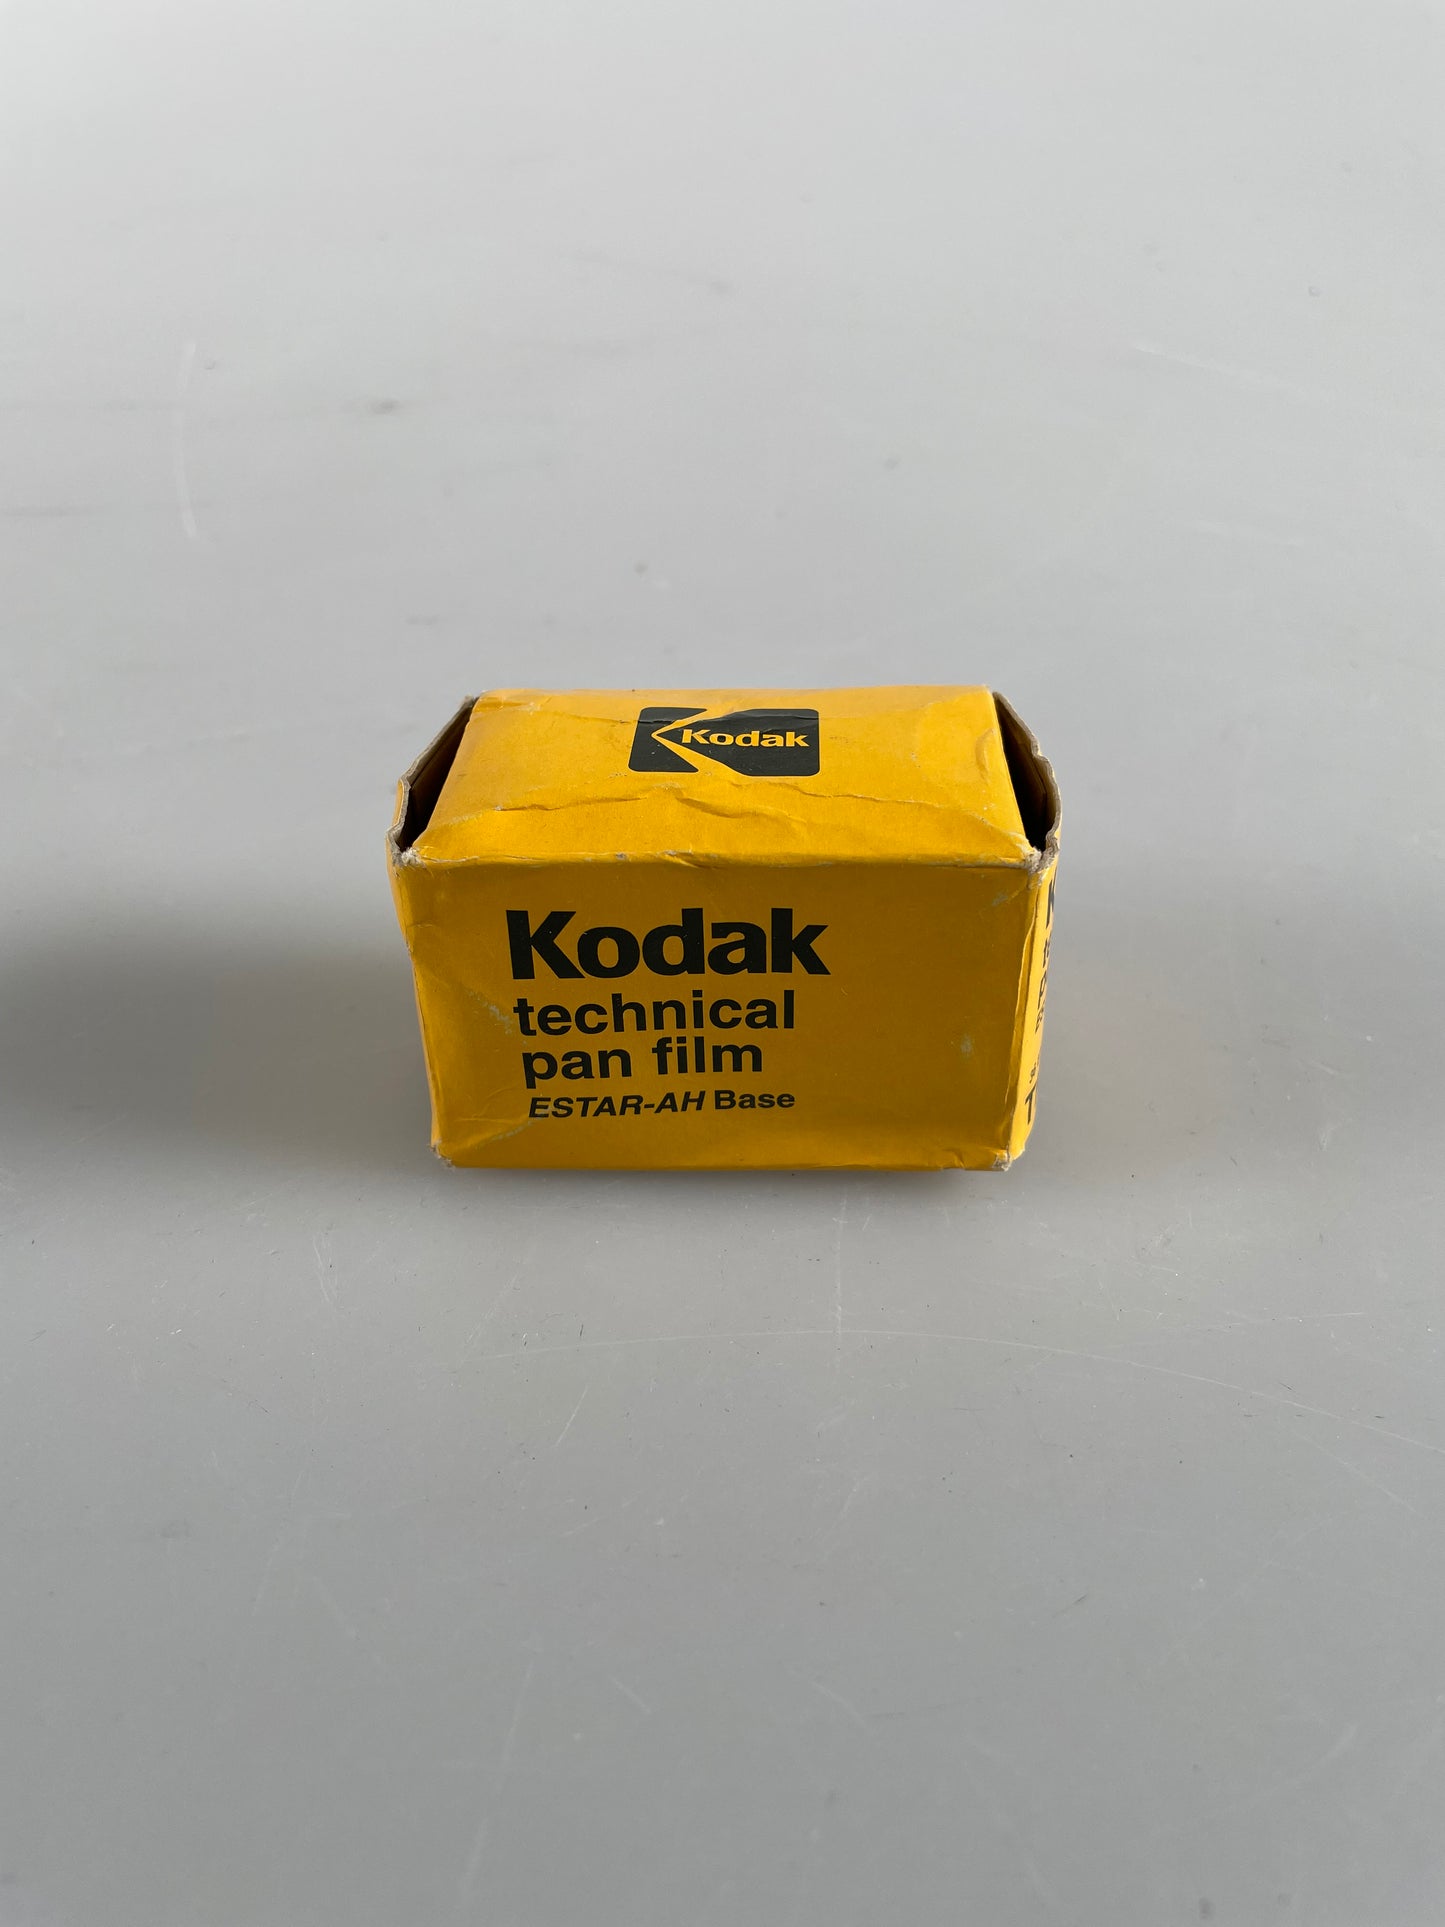 Kodak
Kodak
technical
pan film
ESTAR-AH Base